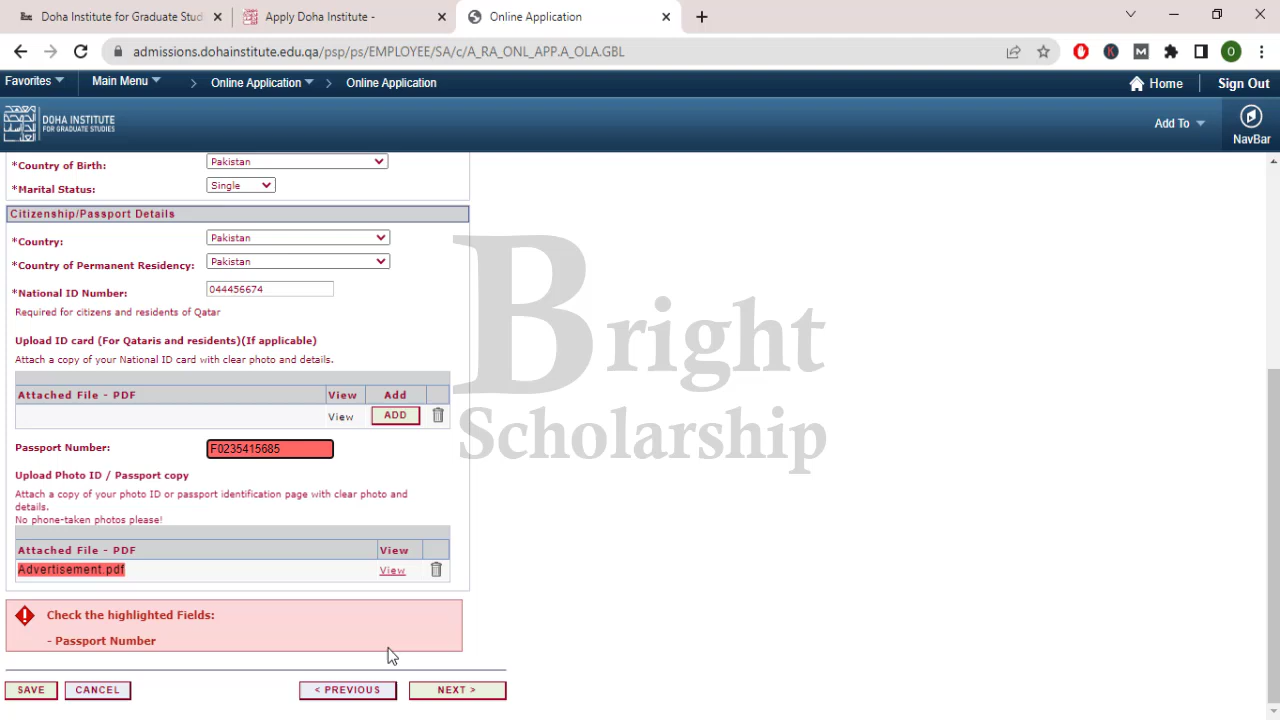 Doha Institute for Graduate Stud
Apply Doha Institute -
Online Application
admissions.dohainstitute.edu.qa/psp/ps/EMPLOYEE/SA/c/A_RA_ONL_APP.A_OLA.GBL
K
M
O
Favorites
Main Menu
> Online Application
> Online Application
Home
Sign Out
DOHA INSTITUTE
FOR GRADUATE STUDIES
Add To
NavBar
*Country of Birth:
Pakistan
*Marital Status:
Single
Citizenship/Passport Details
*Country:
Pakistan
*Country of Permanent Residency:
Pakistan
*National ID Number:
044456674
Required for citizens and residents of Qatar
Upload ID card (For Qataris and residents)(If applicable)
Attach a copy of your National ID card with clear photo and details.
Attached File - PDF View Add
View ADD
Passport Number:
F0235415685
Upload Photo ID / Passport copy
Attach a copy of your photo ID or passport identification page with clear photo and
details.
No phone-taken photos please!
Attached File - PDF View
Advertisement.pdf View
Check the highlighted Fields:
- Passport Number
SAVE CANCEL < PREVIOUS NEXT >
Bright
Scholarship